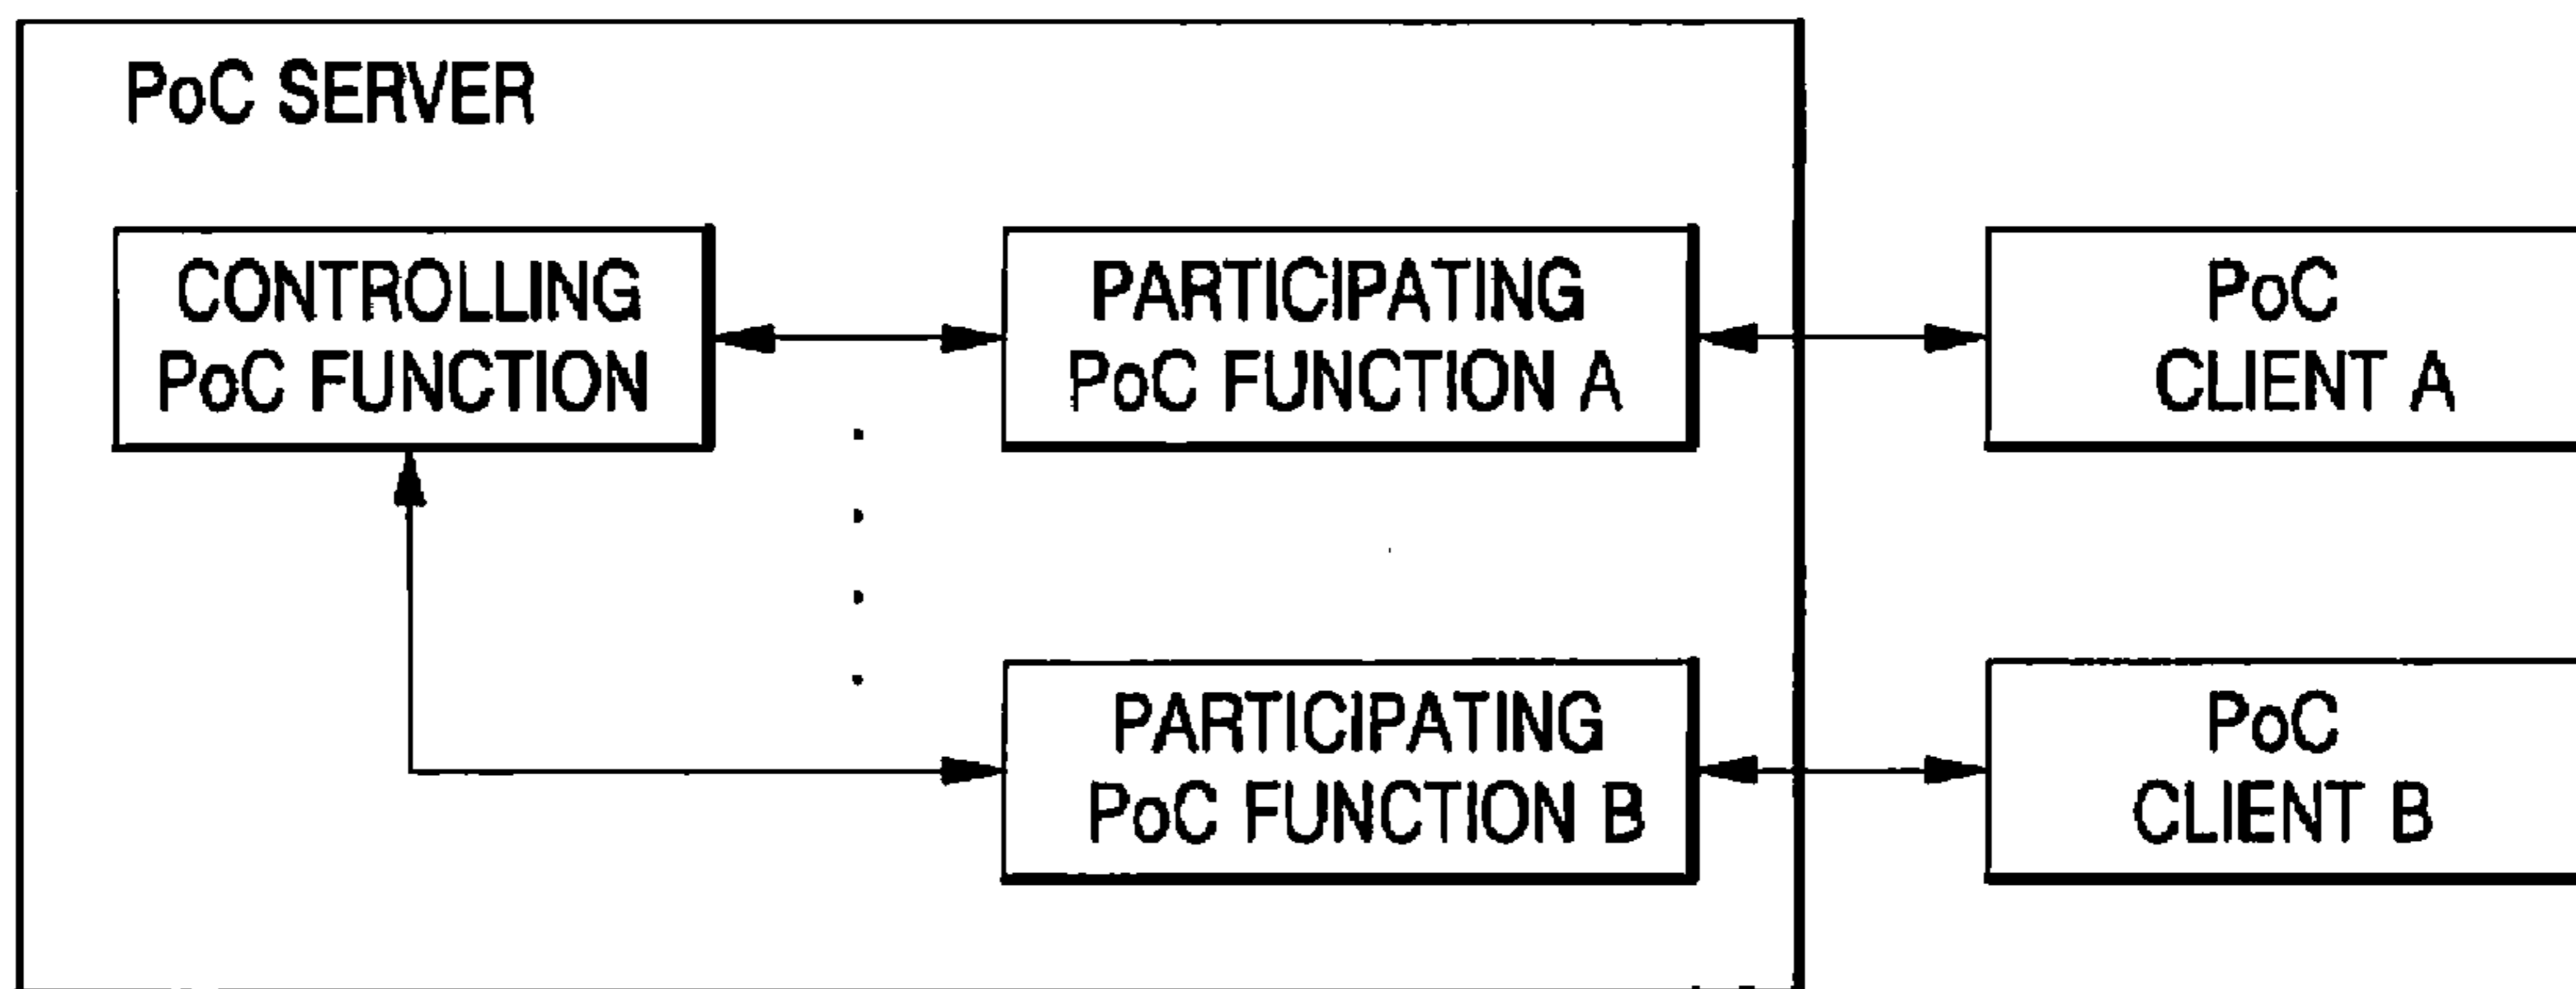 PoC SERVER
CONTROLLING
PoC FUNCTION
PARTICIPATING
PoC FUNCTION A
PoC
CLIENT A
PARTICIPATING
PoC FUNCTION B
PoC
CLIENT B